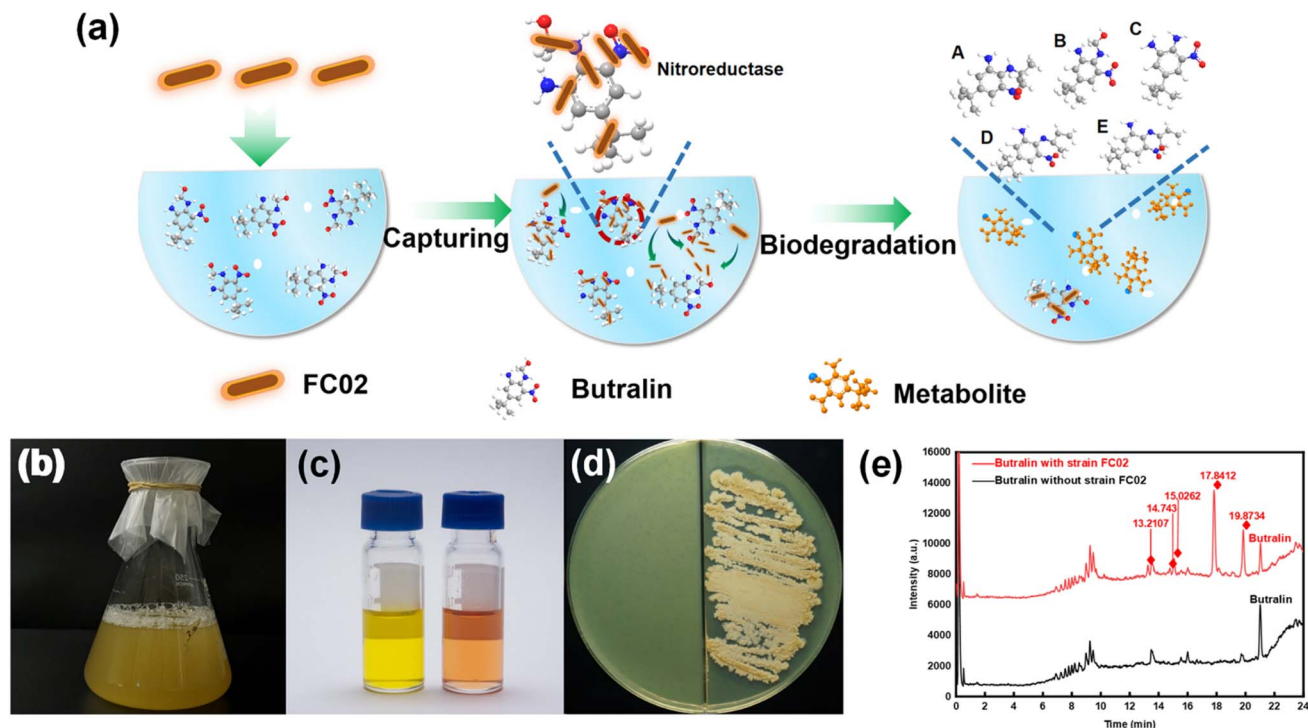 (a)
Nitroreductase
A
B
C
D
E
Capturing
Biodegradation
FC02
Butralin
Metabolite
(b)
250
(c)
(d)
(e)
16000
14000
12000
10000
8000
6000
4000
2000
0
Intensity (a.u.)
Butralin with strain FC02
Butralin without strain FC02
13.2107
14.743
15.0262
17.8412
19.8734
Butralin
Butralin
0 2 4 6 8 10 12 14 16 18 20 22 24
Time (min)